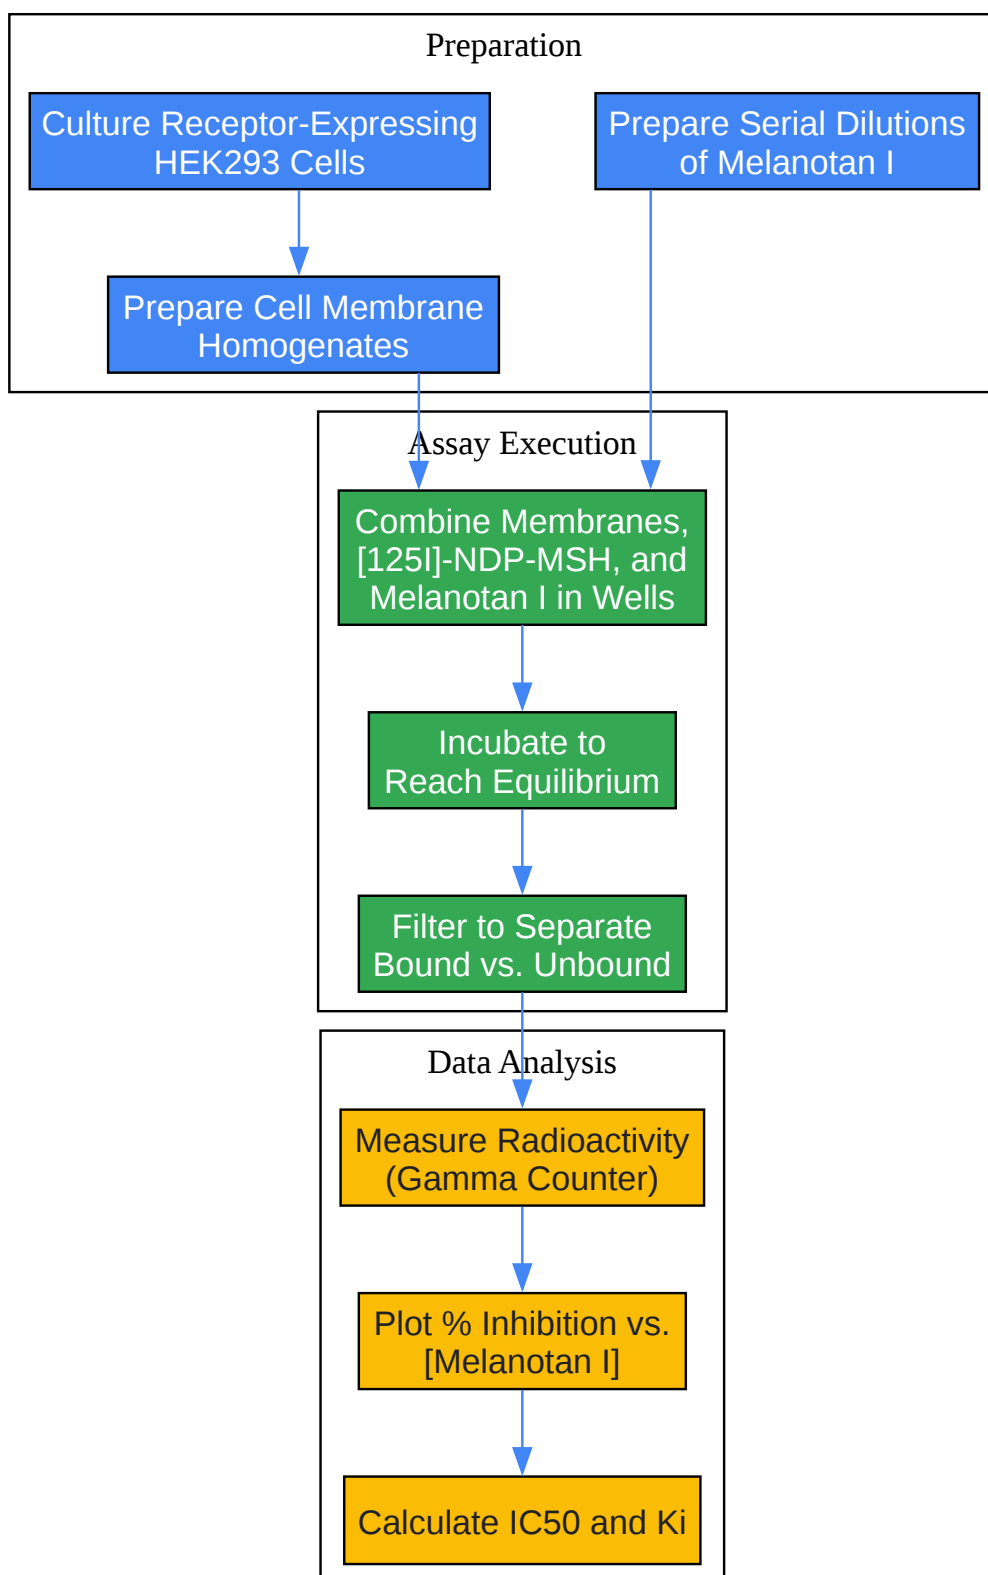 Preparation
Culture Receptor-Expressing
HEK293 Cells
Prepare Serial Dilutions
of Melanotan I
Prepare Cell Membrane
Homogenates
Assay Execution
Combine Membranes,
[125I]-NDP-MSH, and
Melanotan I in Wells
Incubate to
Reach Equilibrium
Filter to Separate
Bound vs. Unbound
Data Analysis
Measure Radioactivity
(Gamma Counter)
Plot % Inhibition vs.
[Melanotan I]
Calculate IC50 and Ki